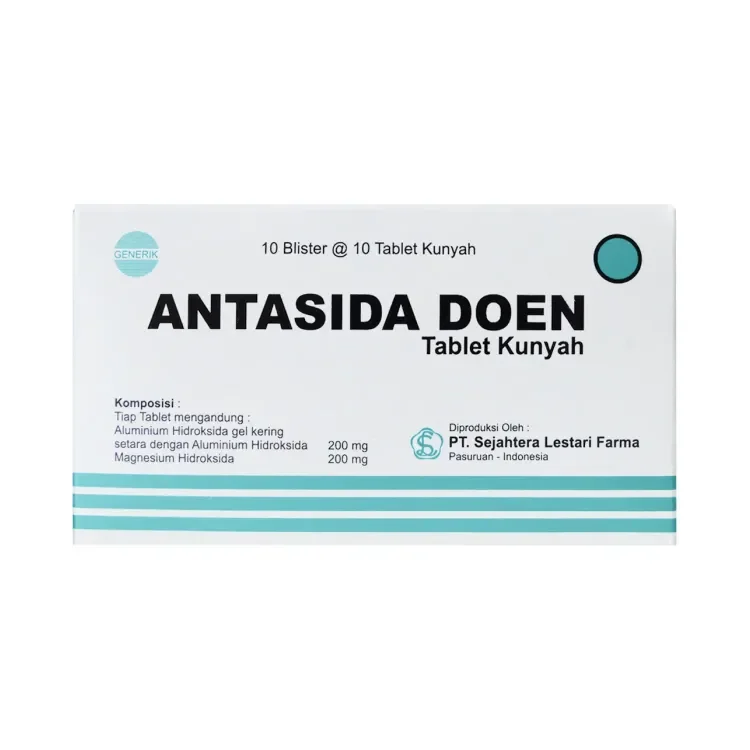 10 Blister @ 10 Tablet Kunyah
GENERIK
ANTASIDA DOEN
Tablet Kunyah
Komposisi :
Tiap Tablet mengandung :
Aluminium Hidroksida gel kering
setara dengan Aluminium Hidroksida 200 mg
Magnesium Hidroksida 200 mg
Diproduksi Oleh :
PT. Sejahtera Lestari Farma
Pasuruan - Indonesia